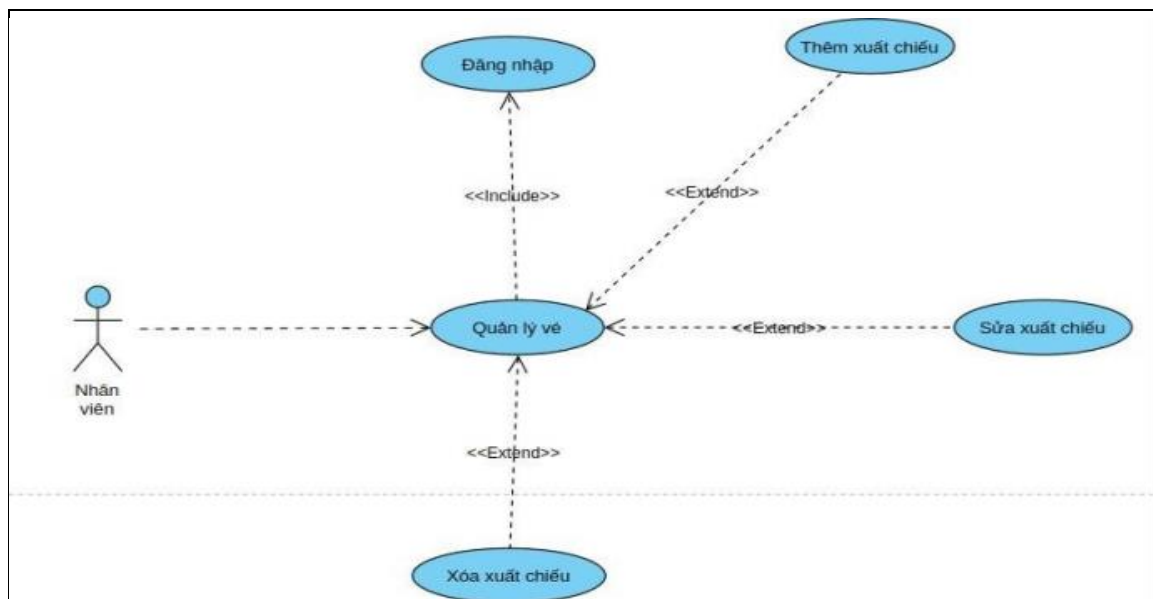 Đăng nhập
Thêm xuất chiếu
<<Include>>
<<Extend>>
Quản lý vé
<<Extend>>
Sửa xuất chiếu
Nhân
viên
<<Extend>>
Xóa xuất chiếu